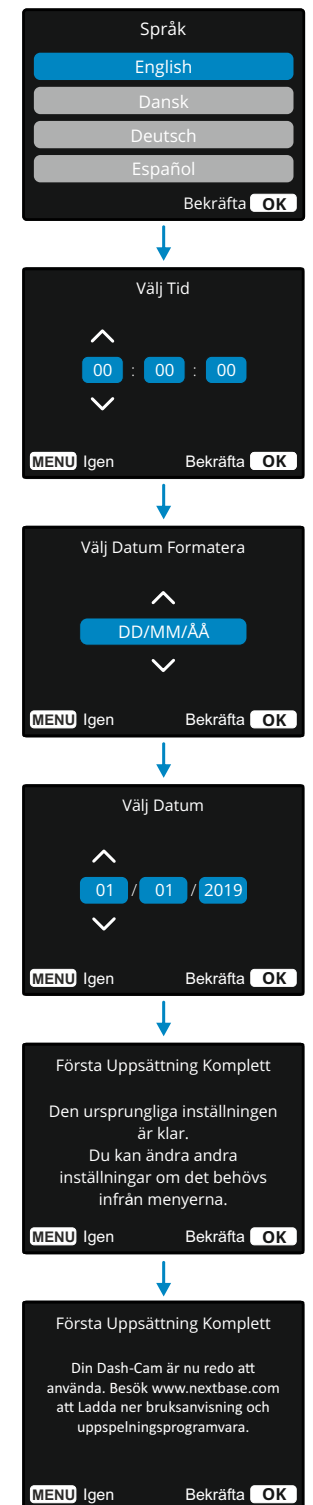 Språk
English
Dansk
Deutsch
Español
Bekräfta OK
Välj Tid
00 : 00 : 00
MENU Igen Bekräfta OK
Välj Datum Formatera
DD/MM/ÅÅ
MENU Igen Bekräfta OK
Välj Datum
01 / 01 / 2019
MENU Igen Bekräfta OK
Första Uppsättning Komplett
Den ursprungliga inställningen
är klar.
Du kan ändra andra
inställningar om det behövs
infrån menyerna.
MENU Igen Bekräfta OK
Första Uppsättning Komplett
Din Dash-Cam är nu redo att
använda. Besök www.nextbase.com
att Ladda ner bruksanvisning och
uppspelningsprogramvara.
MENU Igen Bekräfta OK